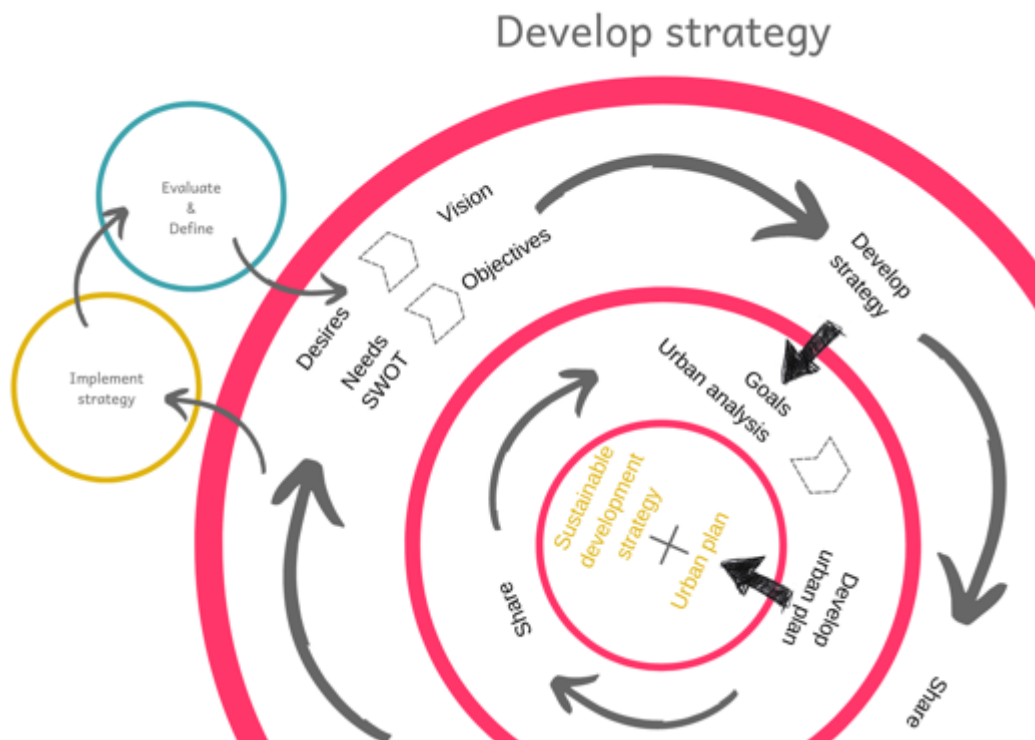 Develop strategy
Evaluate
&
Define
Implement
strategy
Vision
Objectives
Desires
Needs
SWOT
Develop
strategy
Goals
Urban analysis
Sustainable
development
strategy
Urban plan
Develop
urban plan
Share
Share